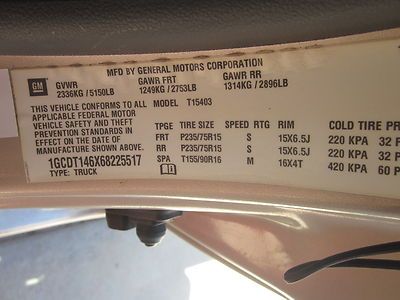 MFD BY GENERAL MOTORS CORPORATION
GM GVWR GAWR FRT GAWR RR
2336KG / 5150LB 1249KG / 2753LB 1314KG / 2896LB
THIS VEHICLE CONFORMS TO ALL MODEL T15403
APPLICABLE FEDERAL MOTOR
VEHICLE SAFETY AND THEFT
PREVENTION STANDARDS IN
EFFECT ON THE DATE OF
MANUFACTURE SHOWN ABOVE.
1GCDT146X68225517
TYPE: TRUCK
TPGE TIRE SIZE SPEED RTG RIM COLD TIRE
FRT P235/75R15 S 15X6.5J 220 KPA 32
RR P235/75R15 S 15X6.5J 220 KPA 32
SPA T155/90R16 M 16X4T 420 KPA 60